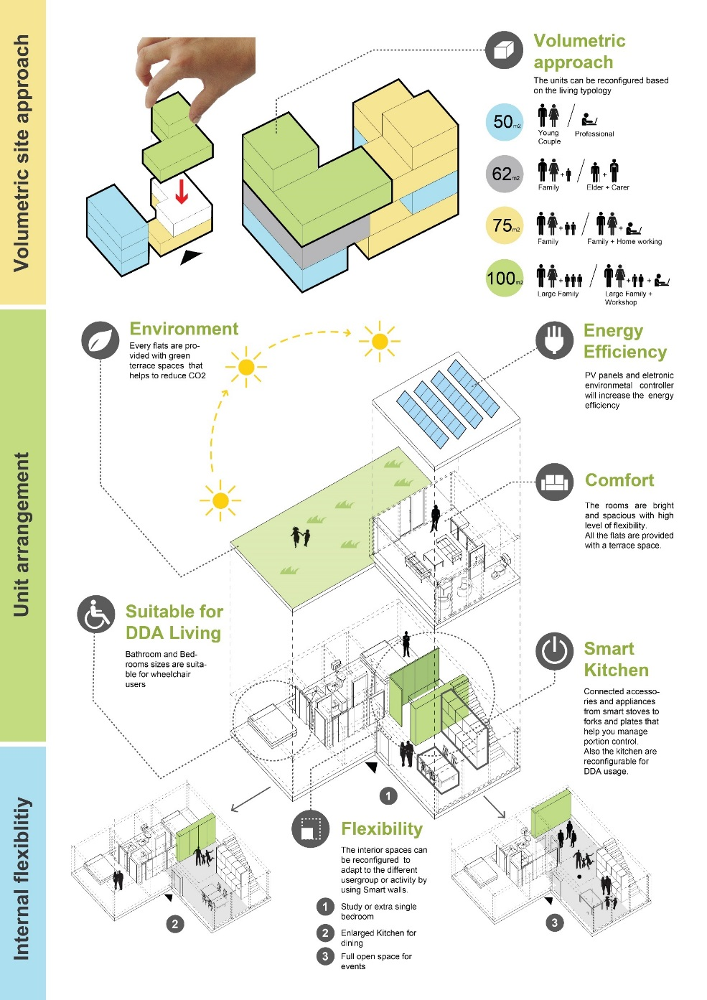 Volumetric site approach
Volumetric
approach
The units can be reconfigured based
on the living typology
50m2
Young
Couple
Professional
62m2
Family
Elder + Carer
75m2
Family
Family + Home working
100m2
Large Family
Large Family +
Workshop
Unit arrangement
Environment
Every flats are pro-
vided with green
terrace spaces that
helps to reduce CO2
Energy
Efficiency
PV panels and eletronic
environmetal controller
will increase the energy
efficiency
Comfort
The rooms are bright
and spacious with high
level of flexibility.
All the flats are provided
with a terrace space.
Suitable for
DDA Living
Bathroom and Bed-
rooms sizes are suita-
ble for wheelchair
users
Smart
Kitchen
Connected accesso-
ries and appliances
from smart stoves to
forks and plates that
help you manage
portion control.
Also the kitchen are
reconfigurable for
DDA usage.
1
Internal flexiblitiy
Flexibility
The interior spaces can
be reconfigured to
adapt to the different
usergroup or activity by
using Smart walls.
1 Study or extra single
bedroom
2 Enlarged Kitchen for
dining
3 Full open space for
events
2
3